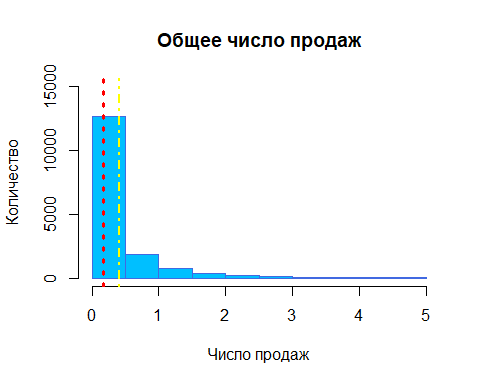 Общее число продаж
Количество
15000
10000
5000
0
0 1 2 3 4 5
Число продаж